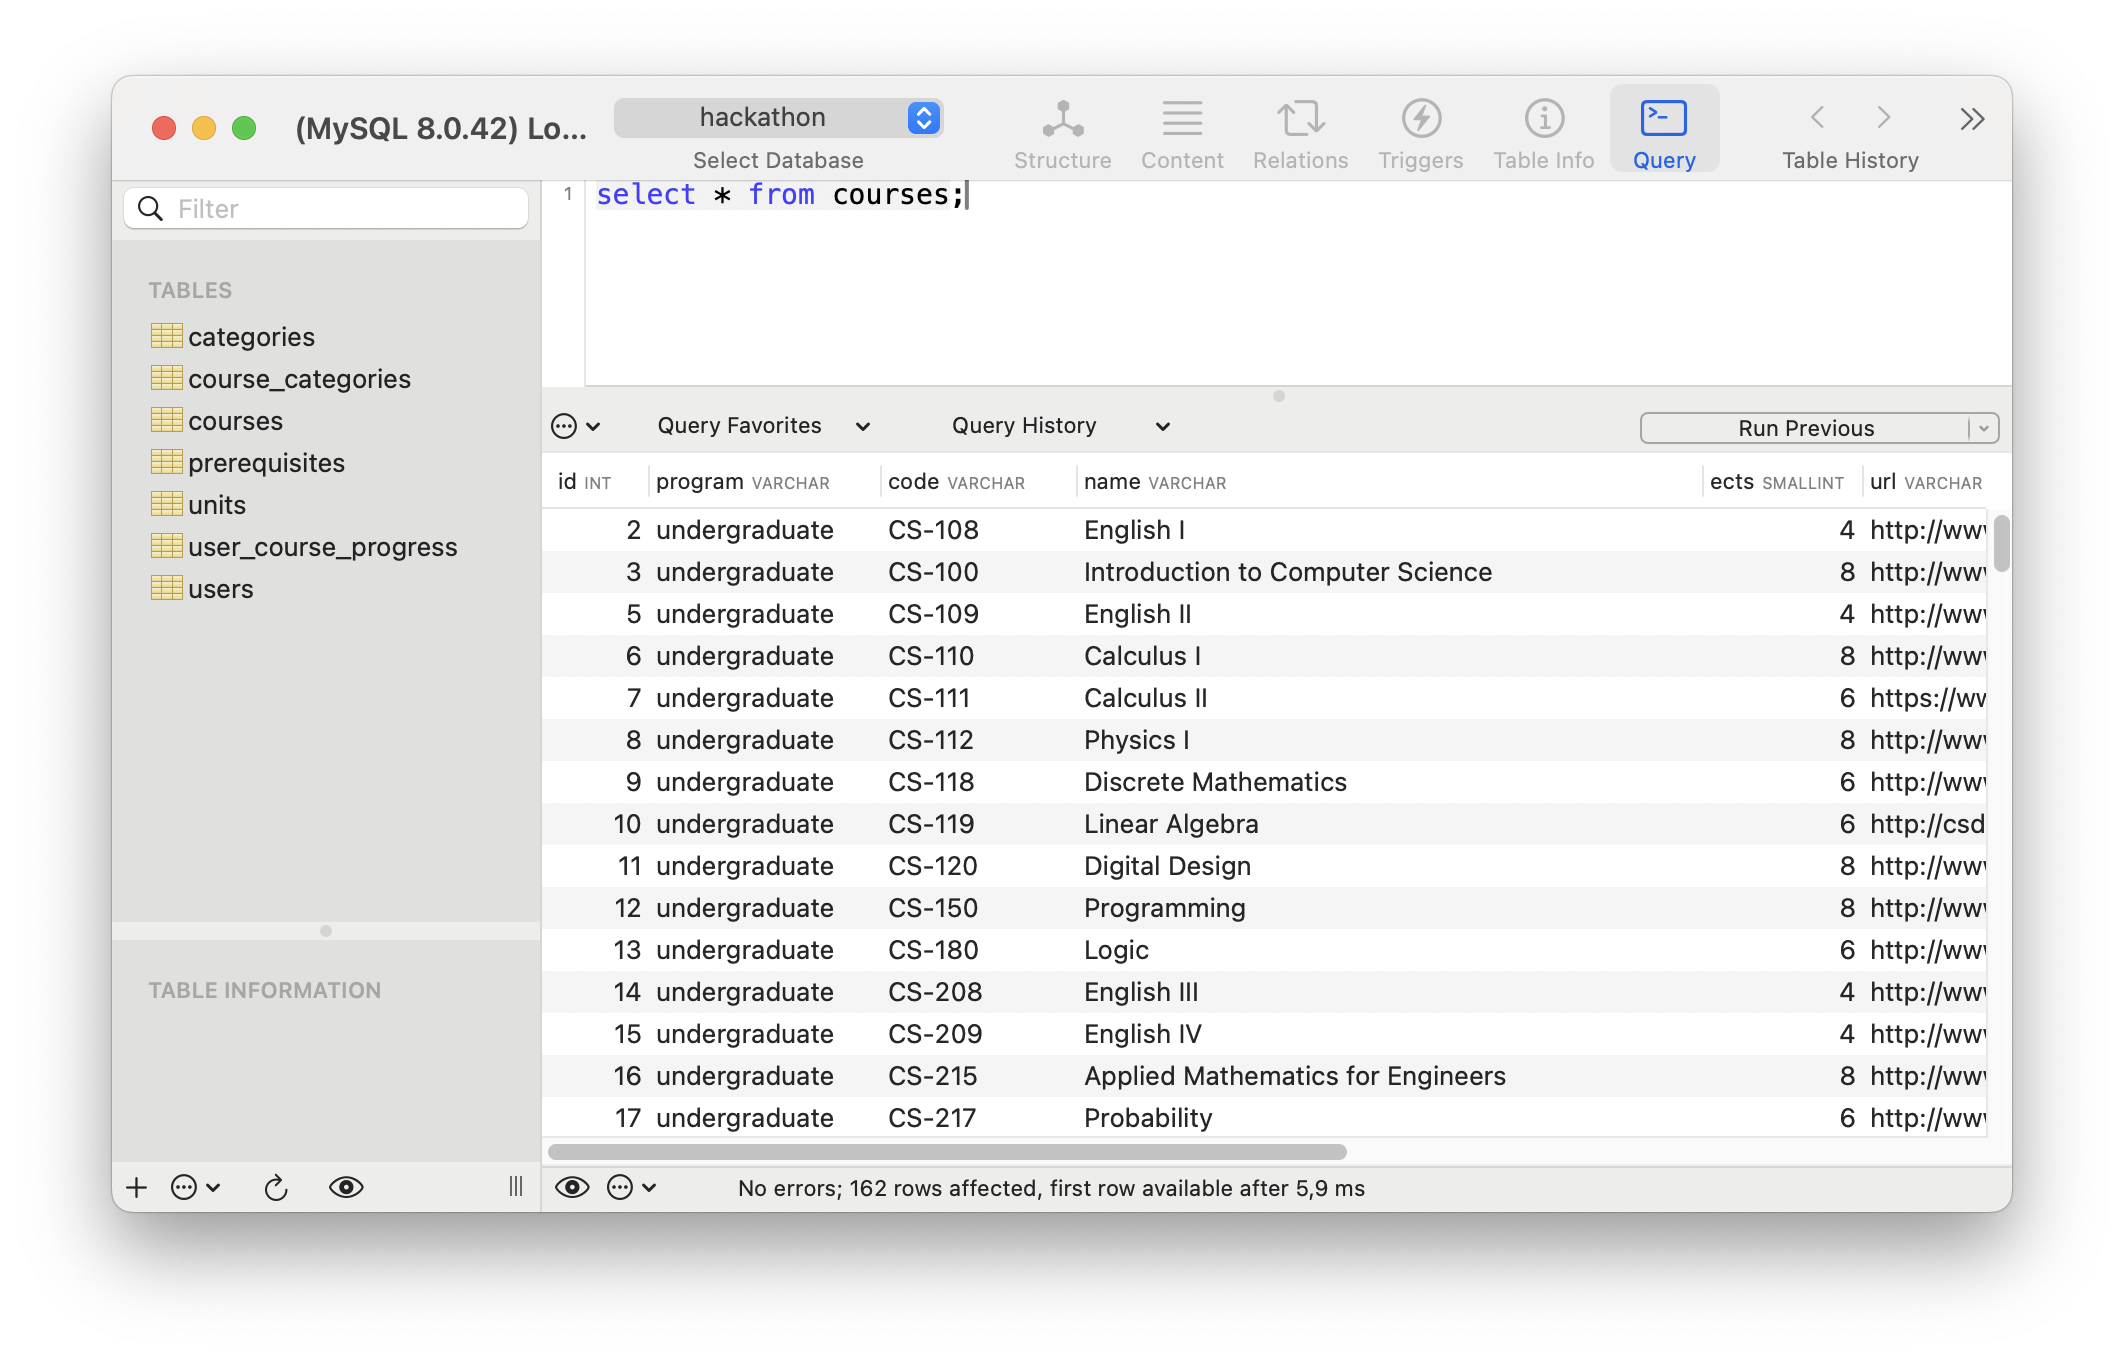 (MySQL 8.0.42) Lo...
hackathon
Select Database
Structure
Content
Relations
Triggers
Table Info
Query
Table History
Filter
TABLES
categories
course_categories
courses
prerequisites
units
user_course_progress
users
TABLE INFORMATION
1 select * from courses;
Query Favorites
Query History
Run Previous
id INT program VARCHAR code VARCHAR name VARCHAR ects SMALLINT url VARCHAR
2 undergraduate CS-108 English I 4 http://ww
3 undergraduate CS-100 Introduction to Computer Science 8 http://ww
5 undergraduate CS-109 English II 4 http://ww
6 undergraduate CS-110 Calculus I 8 http://ww
7 undergraduate CS-111 Calculus II 6 https://w
8 undergraduate CS-112 Physics I 8 http://ww
9 undergraduate CS-118 Discrete Mathematics 6 http://ww
10 undergraduate CS-119 Linear Algebra 6 http://csd
11 undergraduate CS-120 Digital Design 8 http://ww
12 undergraduate CS-150 Programming 8 http://ww
13 undergraduate CS-180 Logic 6 http://ww
14 undergraduate CS-208 English III 4 http://ww
15 undergraduate CS-209 English IV 4 http://ww
16 undergraduate CS-215 Applied Mathematics for Engineers 8 http://ww
17 undergraduate CS-217 Probability 6 http://ww
No errors; 162 rows affected, first row available after 5,9 ms